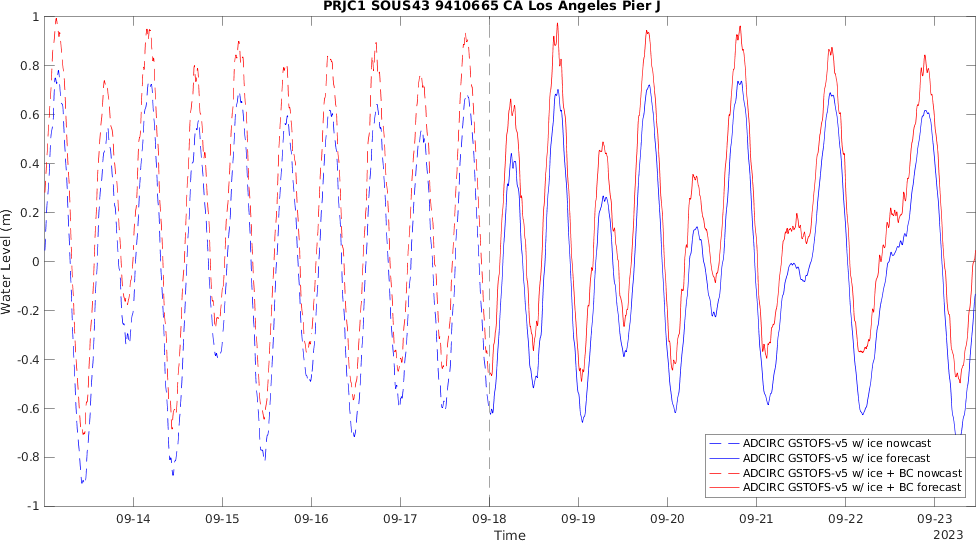 PRJC1 SOUS43 9410665 CA Los Angeles Pier J
Water Level (m)
1
0.8
0.6
0.4
0.2
0
-0.2
-0.4
-0.6
-0.8
-1
ADCIRC GSTOFS-v5 w/ ice nowcast
ADCIRC GSTOFS-v5 w/ ice forecast
ADCIRC GSTOFS-v5 w/ ice + BC nowcast
ADCIRC GSTOFS-v5 w/ ice + BC forecast
09-14 09-15 09-16 09-17 09-18 09-19 09-20 09-21 09-22 09-23
Time
2023